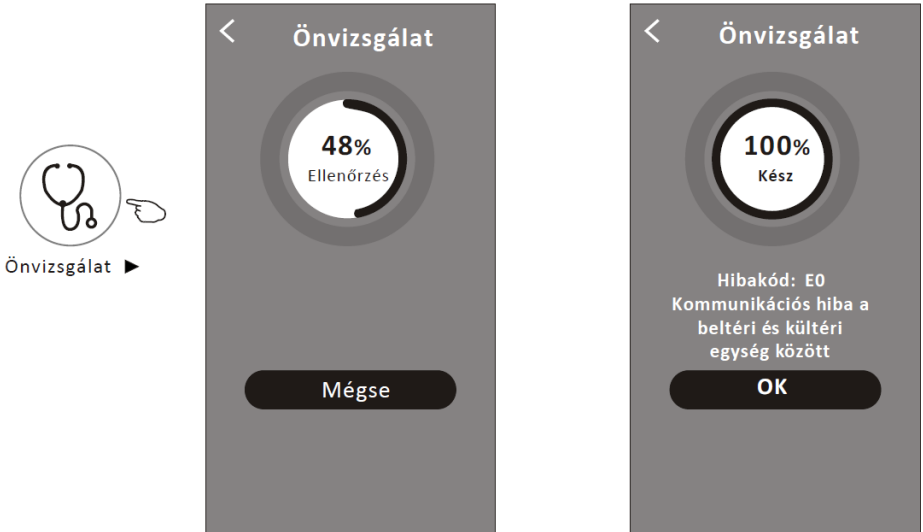 Önvizsgálat ►
Önvizsgálat
48%
Ellenőrzés
Mégse
Önvizsgálat
100%
Kész
Hibakód: E0
Kommunikációs hiba a
beltéri és kültéri
egység között
OK